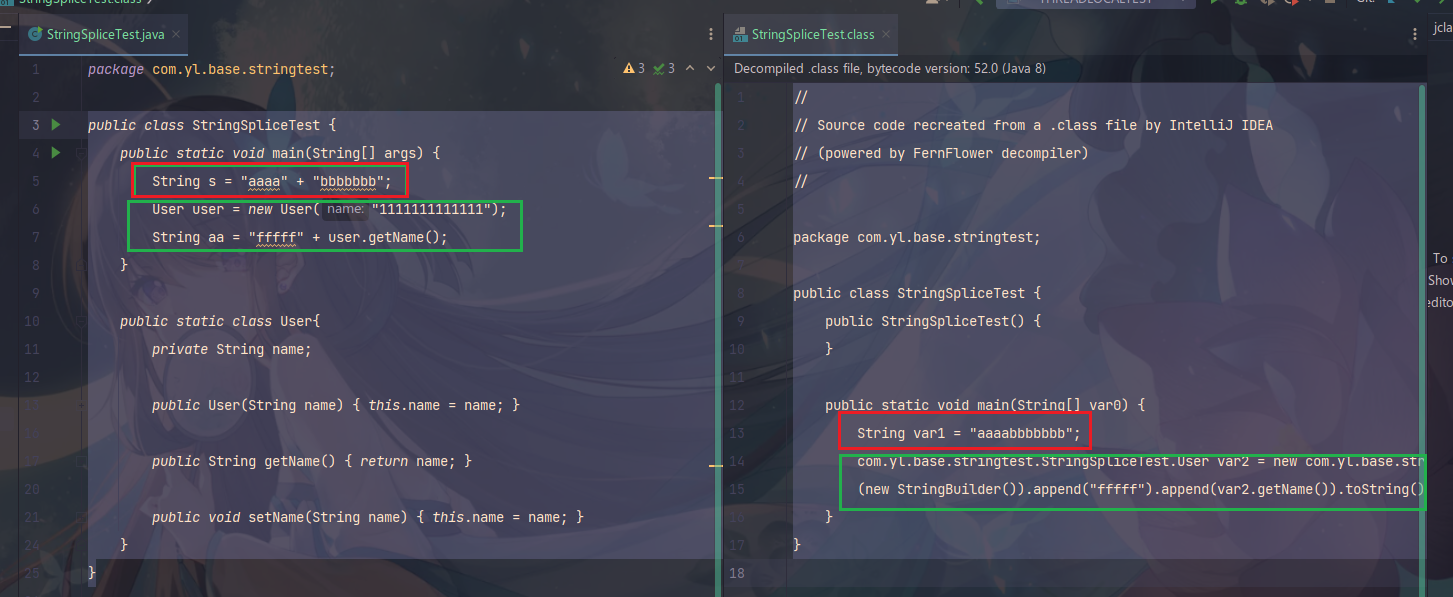 StringSpliceTest.class
THREADLOCALTEST
Git:
StringSpliceTest.java ×
1 package com.yl.base.stringtest;
3 3
2
3 public class StringSpliceTest {
4 public static void main(String[] args) {
5 String s = "aaaa" + "bbbbbbb";
6 User user = new User( name: "1111111111111");
7 String aa = "fffff" + user.getName();
8 }
9
10 public static class User{
11 private String name;
12
13 public User(String name) { this.name = name; }
16
17 public String getName() { return name; }
20
21 public void setName(String name) { this.name = name; }
24 }
25 }
StringSpliceTest.class ×
Decompiled .class file, bytecode version: 52.0 (Java 8)
1 //
2 // Source code recreated from a .class file by IntelliJ IDEA
3 // (powered by FernFlower decompiler)
4 //
5
6 package com.yl.base.stringtest;
7
8 public class StringSpliceTest {
9 public StringSpliceTest() {
10 }
11
12 public static void main(String[] var0) {
13 String var1 = "aaaabbbbbbb";
14 com.yl.base.stringtest.StringSpliceTest.User var2 = new com.yl.base.str
15 (new StringBuilder()).append("fffff").append(var2.getName()).toString()
16 }
17 }
18
jcla
To
Show
edito